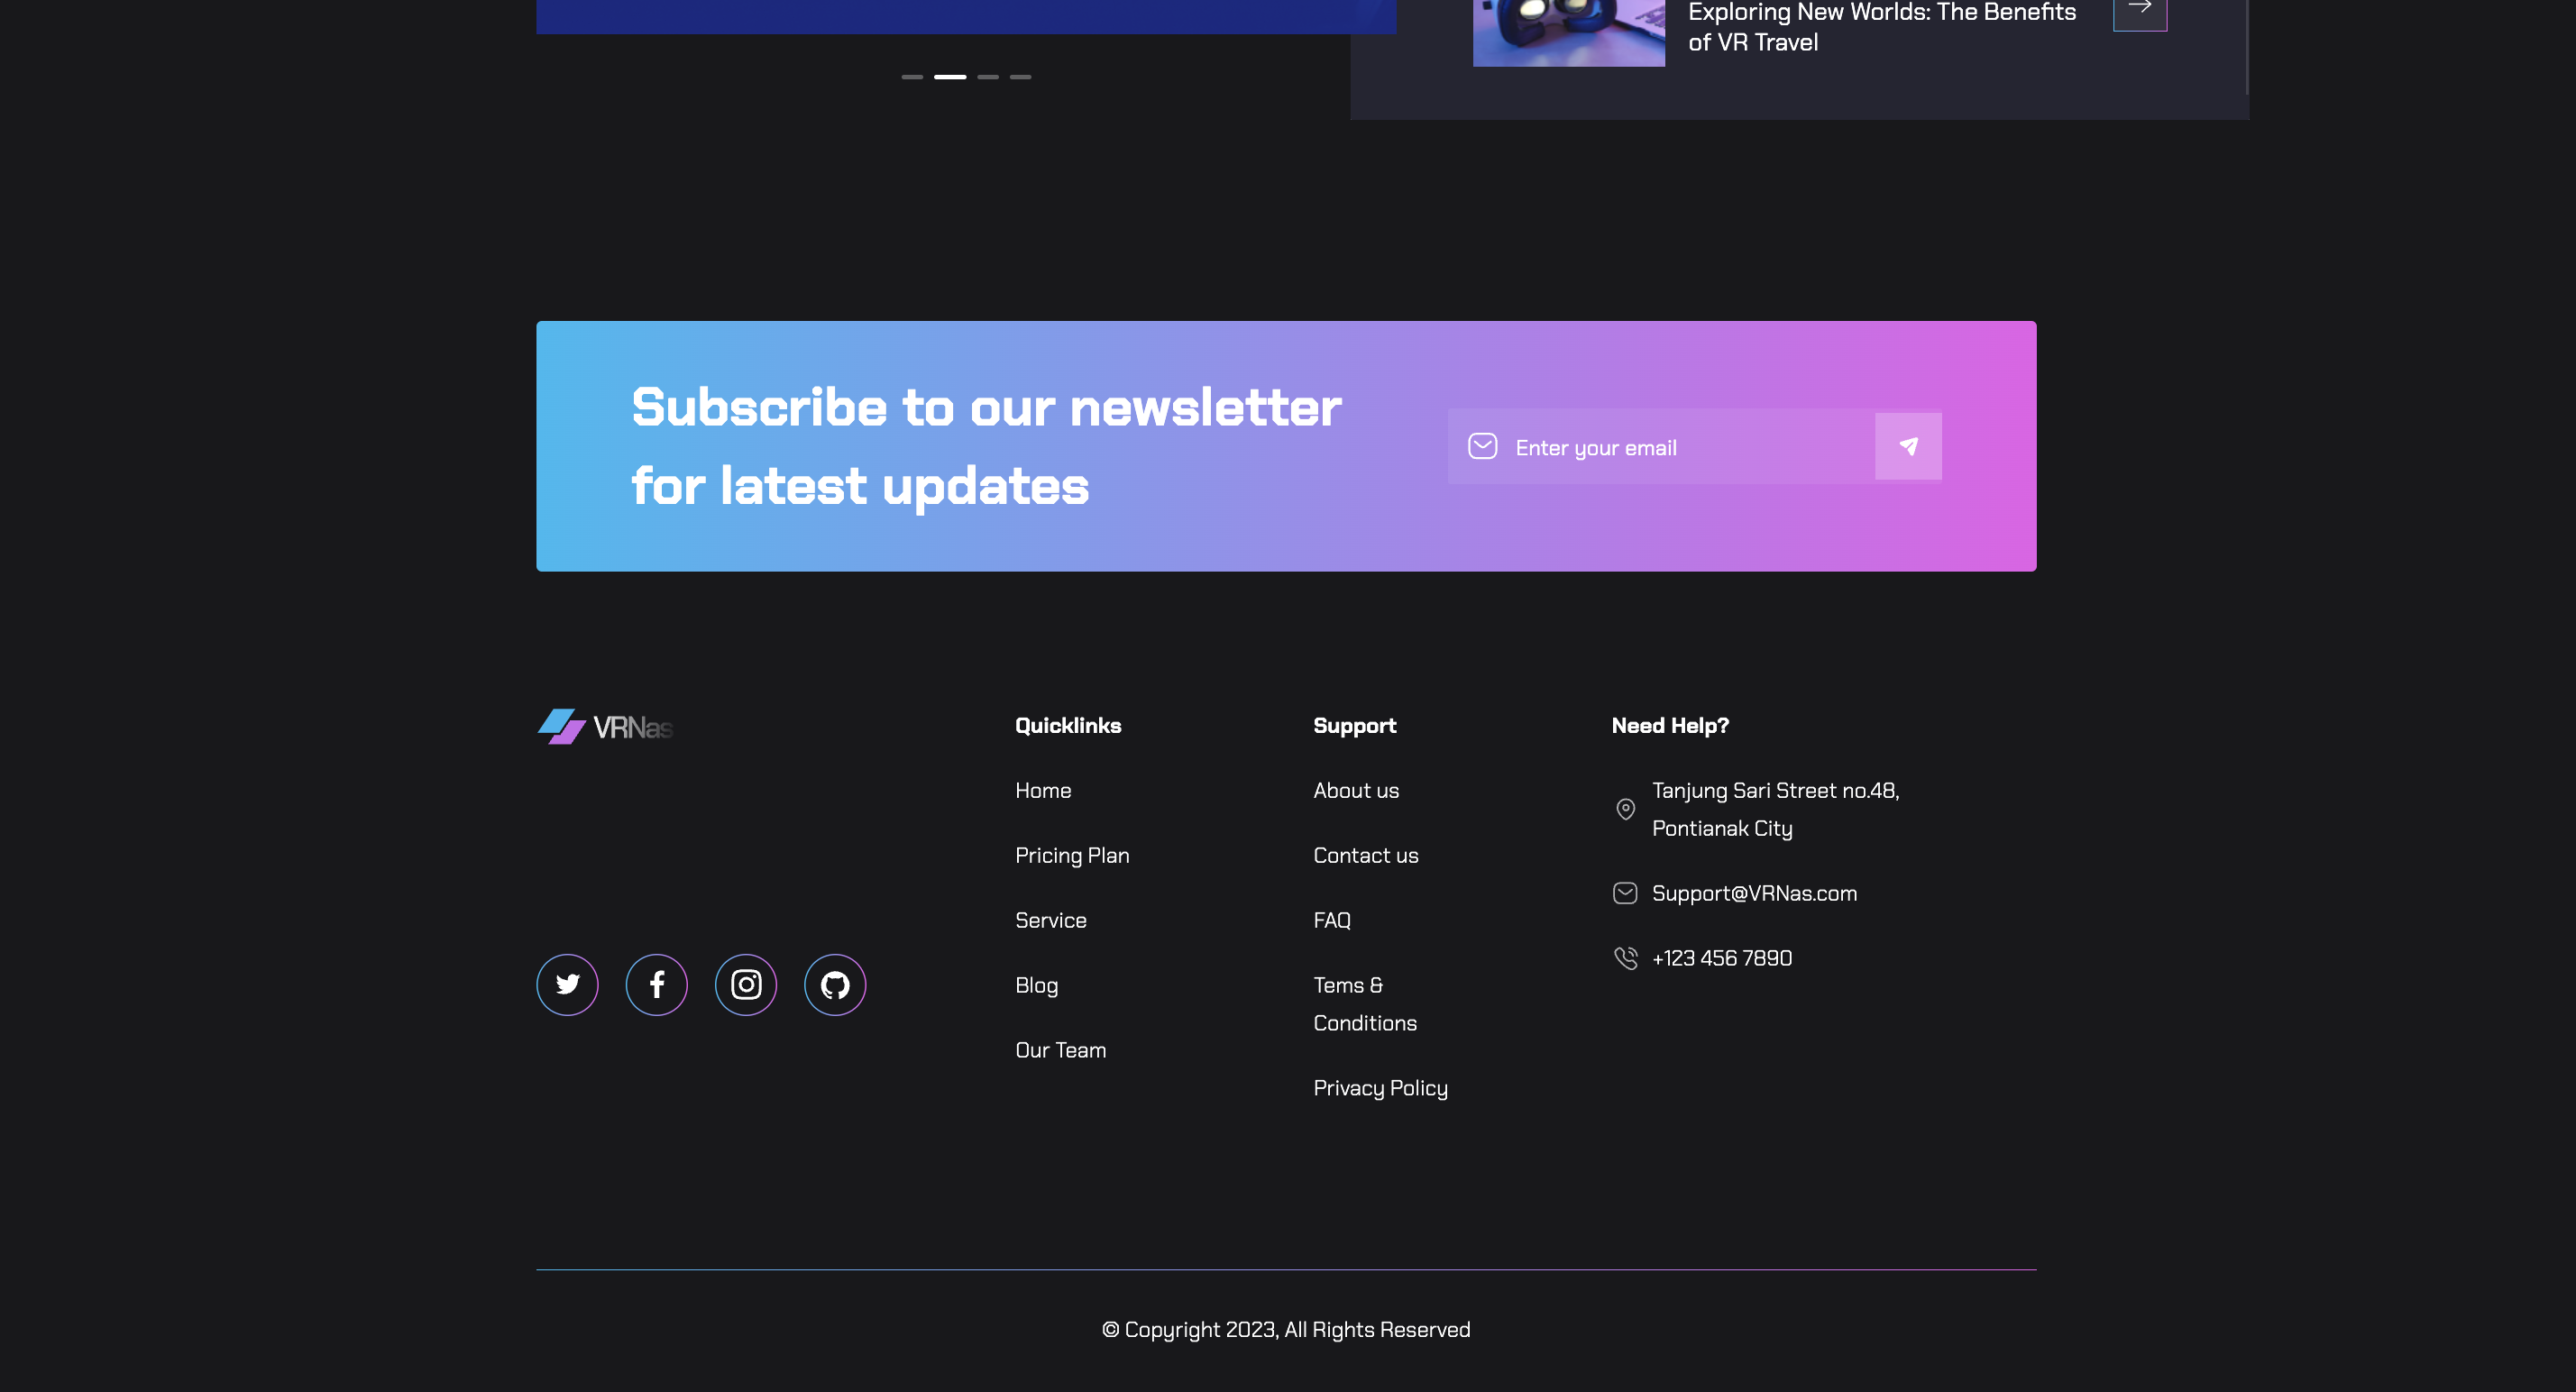 Exploring New Worlds: The Benefits
of VR Travel
Subscribe to our newsletter
for latest updates
Enter your email
VRNas
Quicklinks
Home
Pricing Plan
Service
Blog
Our Team
Support
About us
Contact us
FAQ
Tems &
Conditions
Privacy Policy
Need Help?
Tanjung Sari Street no.48,
Pontianak City
Support@VRNas.com
+123 456 7890
© Copyright 2023, All Rights Reserved